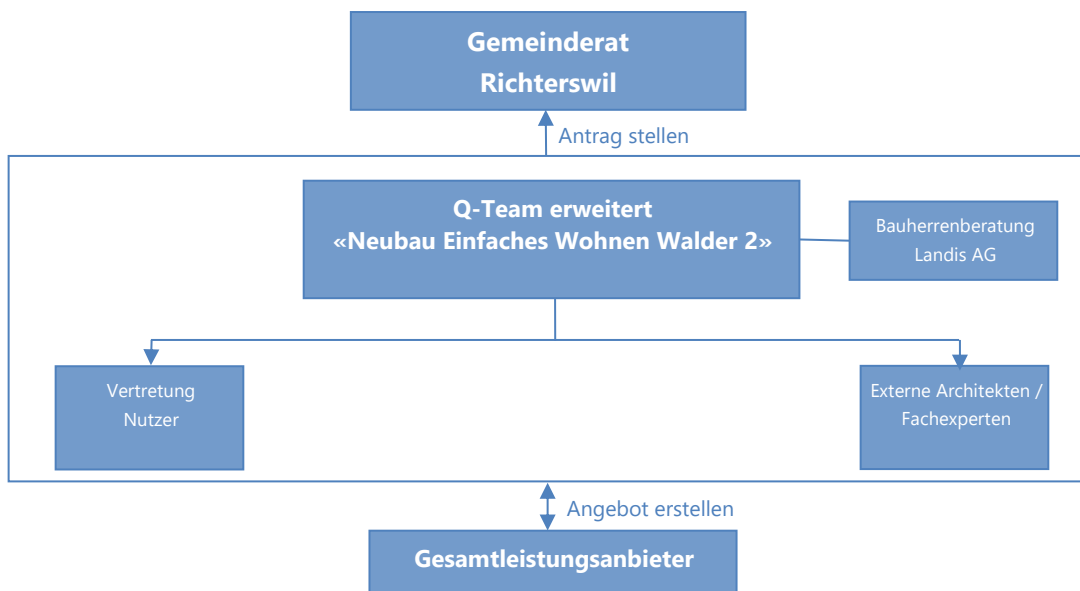 Gemeinderat
Richterswil
Antrag stellen
Q-Team erweitert
«Neubau Einfaches Wohnen Walder 2»
Bauherrenberatung
Landis AG
Vertretung
Nutzer
Externe Architekten /
Fachexperten
Angebot erstellen
Gesamtleistungsanbieter